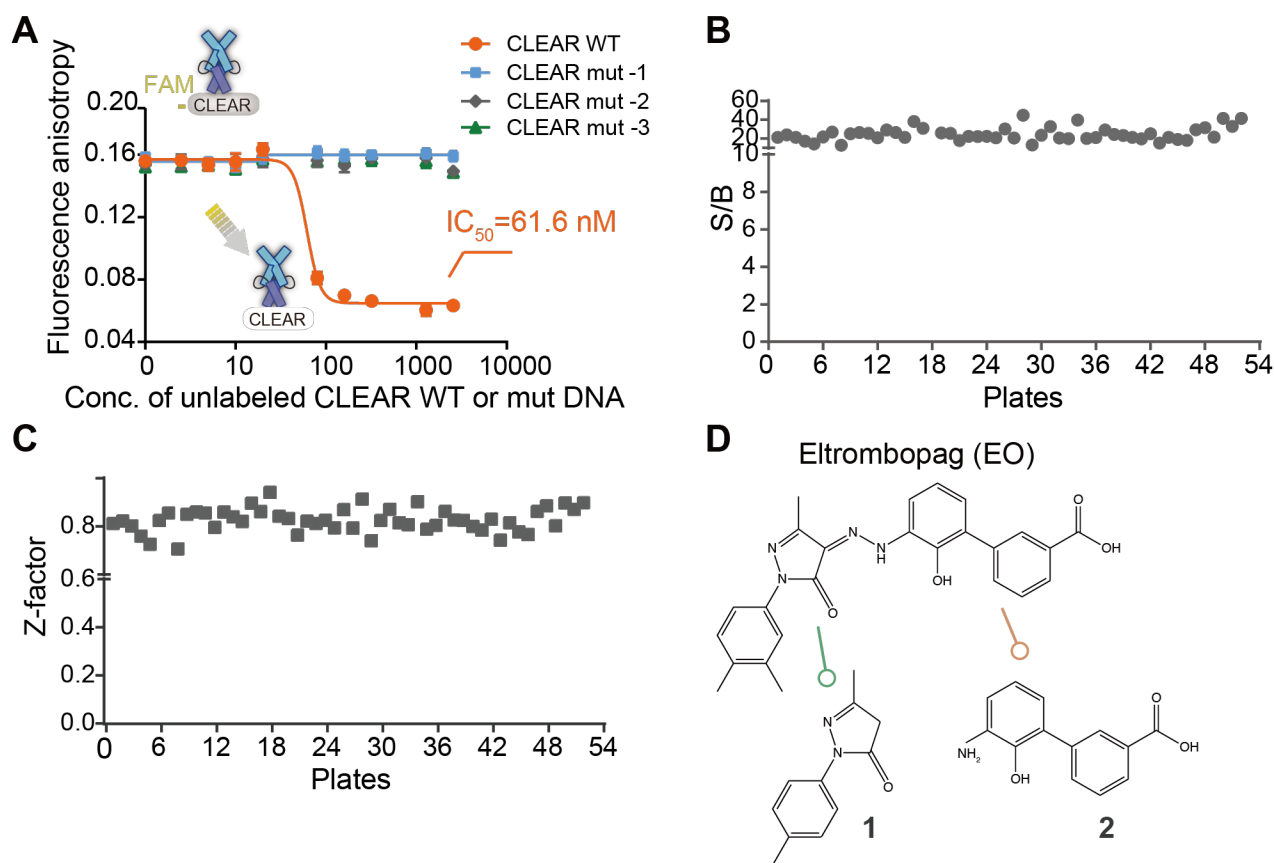 A
FAM
CLEAR
CLEAR WT
CLEAR mut -1
CLEAR mut -2
CLEAR mut -3
Fluorescence anisotropy
0.20
0.16
0.12
0.08
0.04
IC50=61.6 nM
CLEAR
0 10 100 1000 10000
Conc. of unlabeled CLEAR WT or mut DNA
B
S/B
60
40
20
10
8
6
4
2
0
0 6 12 18 24 30 36 42 48 54
Plates
C
Z-factor
0.8
0.6
0.4
0.2
0.0
0 6 12 18 24 30 36 42 48 54
Plates
D
Eltrombopag (EO)
N
N
O
N
N
H
OH
O
OH
N
N
O
1
NH2
OH
O
OH
2